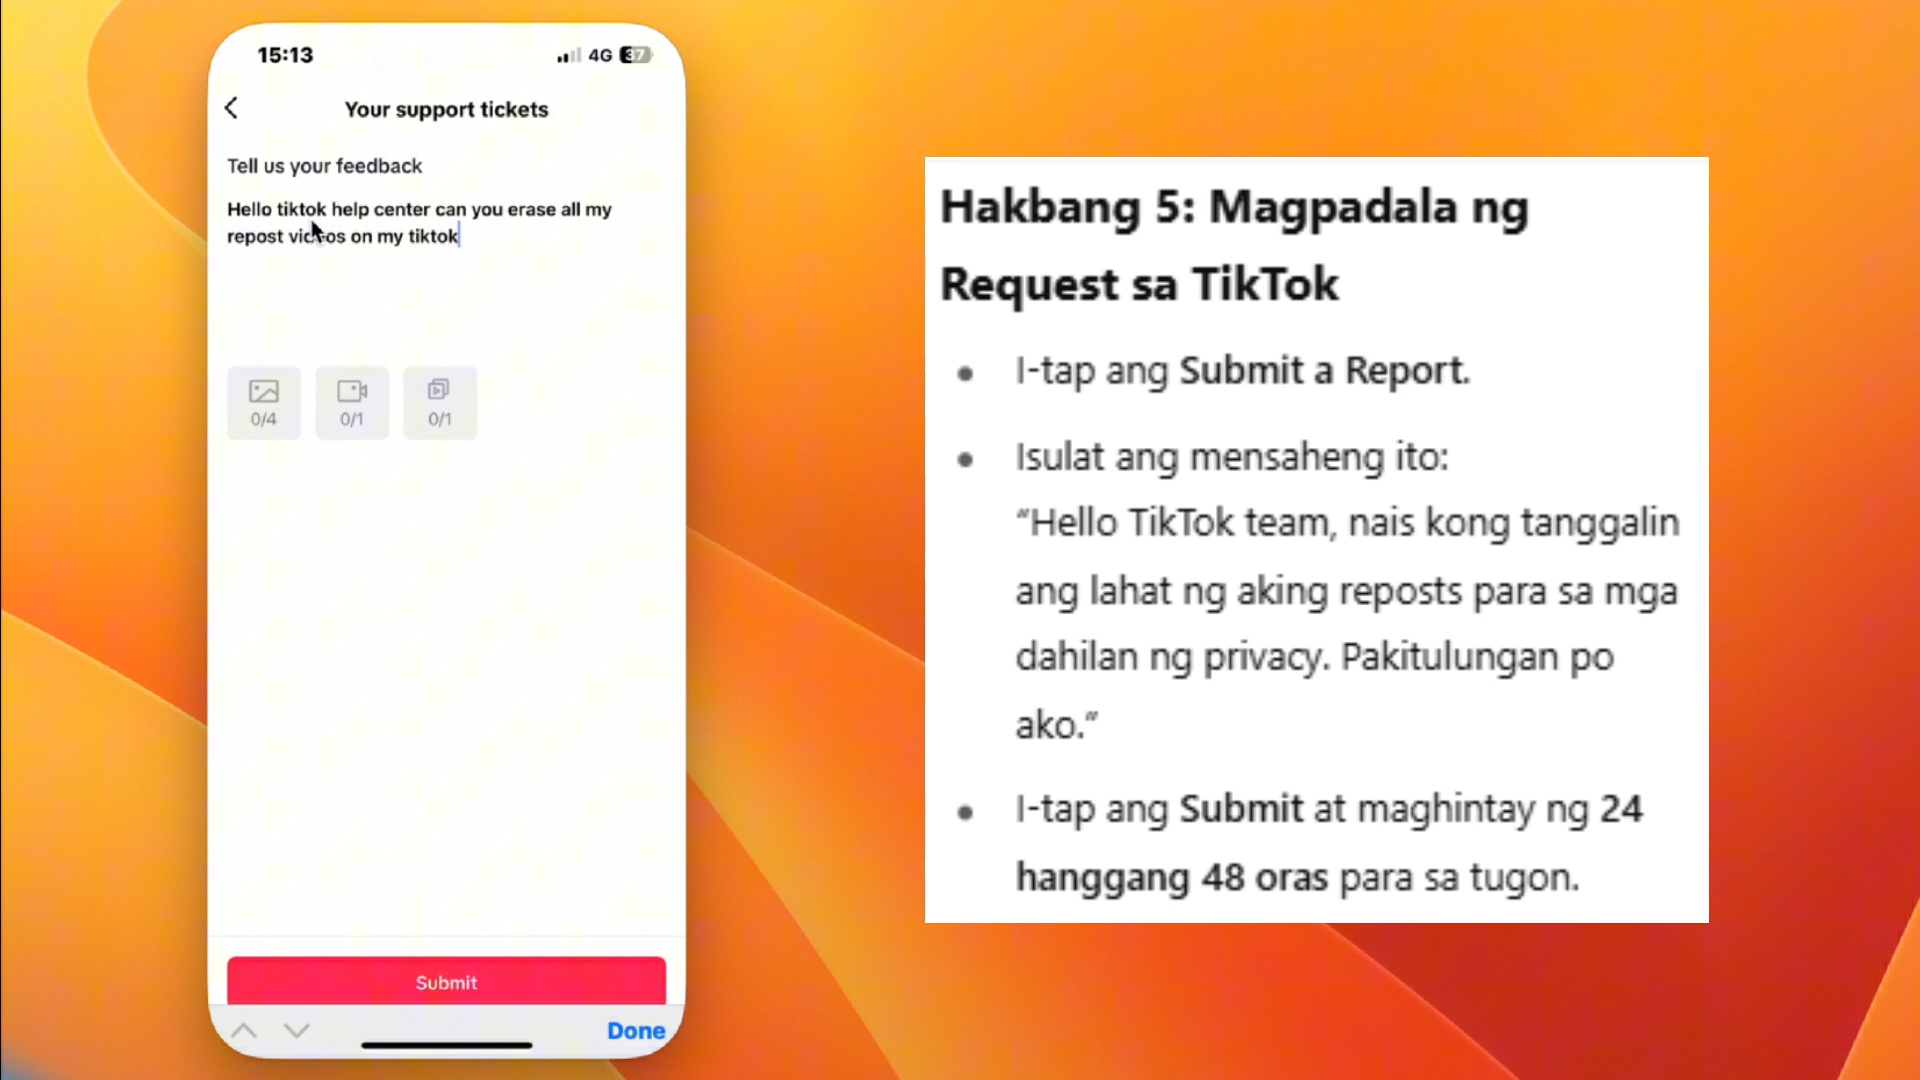 15:13
4G
37
Your support tickets
Tell us your feedback
Hello tiktok help center can you erase all my
repost videos on my tiktok
0/4
0/1
0/1
Submit
Done
Hakbang 5: Magpadala ng
Request sa TikTok
I-tap ang Submit a Report.
Isulat ang mensaheng ito:
“Hello TikTok team, nais kong tanggalin
ang lahat ng aking reposts para sa mga
dahilan ng privacy. Pakitulungan po
ako.”
I-tap ang Submit at maghintay ng 24
hanggang 48 oras para sa tugon.